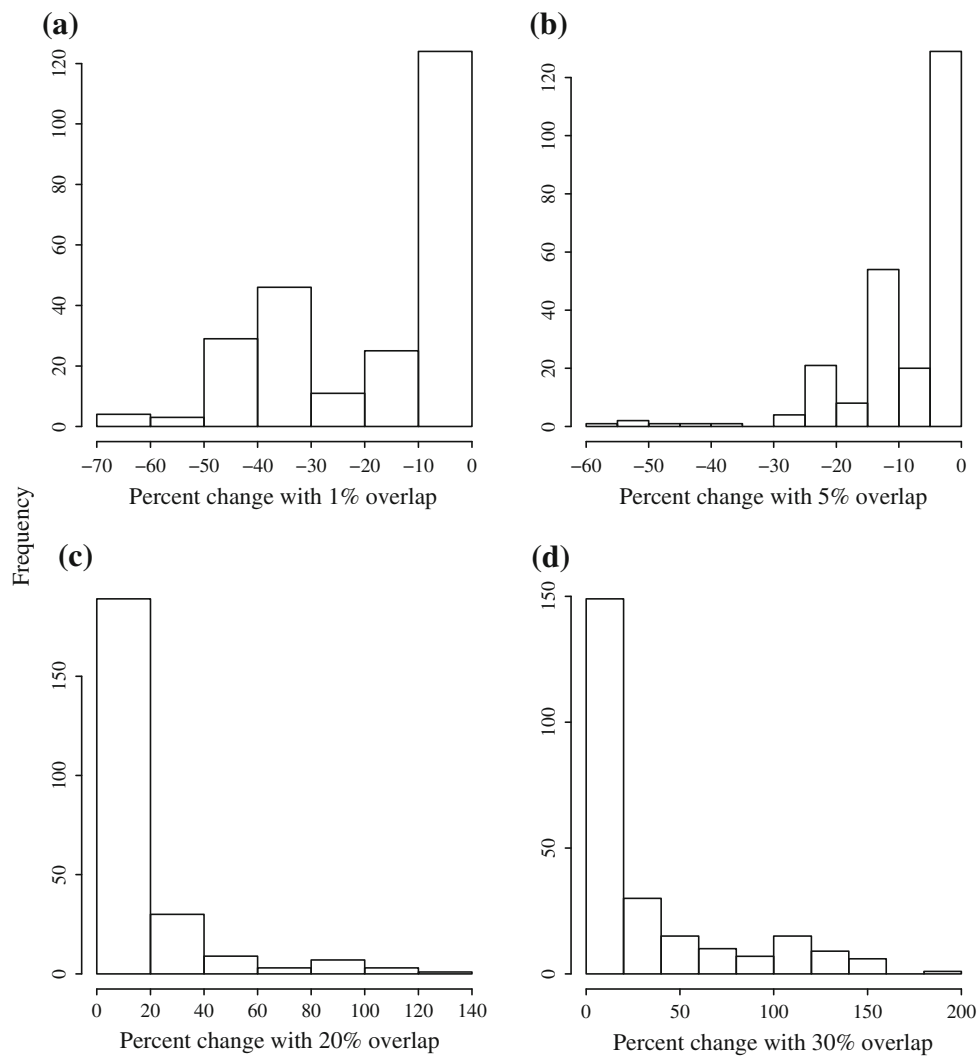 (a)
120
100
80
60
40
20
0
−70 −60 −50 −40 −30 −20 −10 0
Percent change with 1% overlap
(b)
120
100
80
60
40
20
0
−60 −50 −40 −30 −20 −10 0
Percent change with 5% overlap
Frequency
(c)
150
100
50
0
0 20 40 60 80 100 120 140
Percent change with 20% overlap
(d)
150
100
50
0
0 50 100 150 200
Percent change with 30% overlap